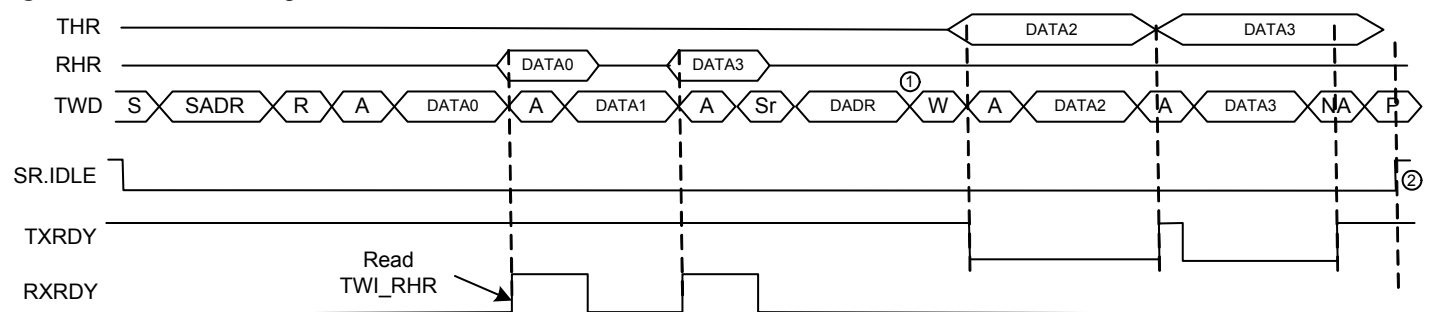 THR DATA2 DATA3
RHR DATA0 DATA3
TWD S SADR R A DATA0 A DATA1 A Sr DADR ① W A DATA2 A DATA3 NA P
SR.IDLE ②
TXRDY
Read
TWI_RHR
RXRDY